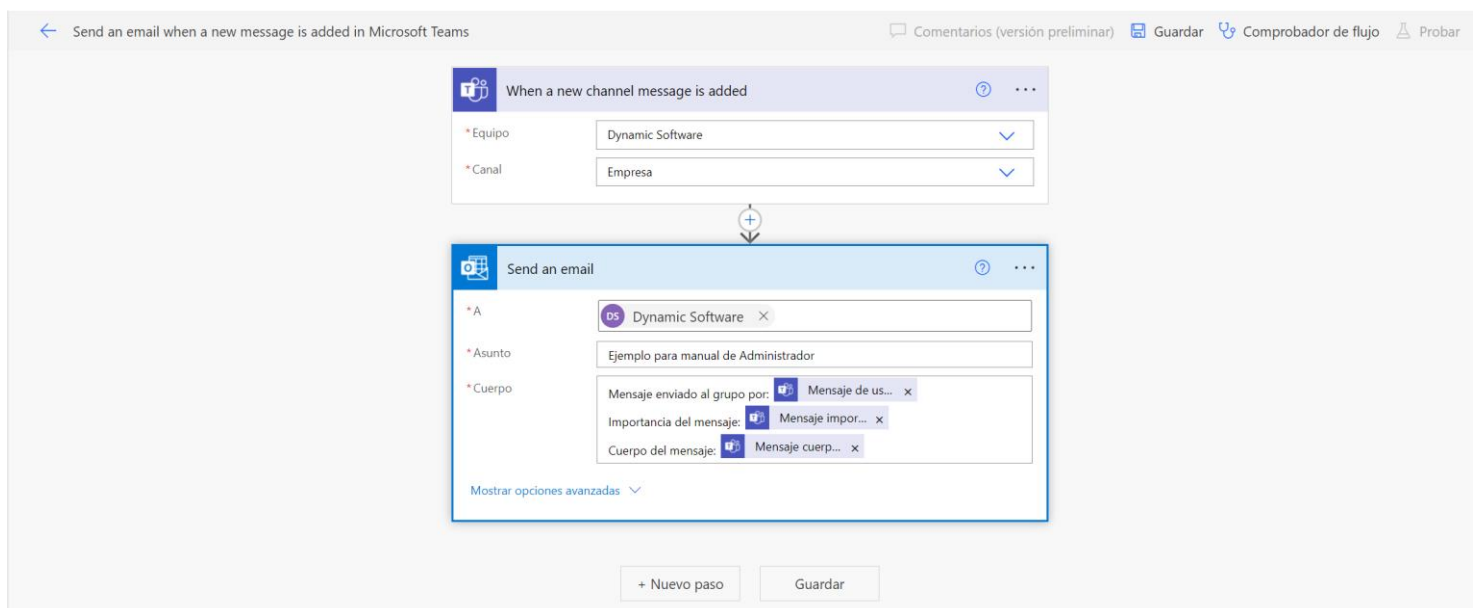 Send an email when a new message is added in Microsoft Teams
Comentarios (versión preliminar) Guardar Comprobador de flujo Probar
When a new channel message is added
*Equipo Dynamic Software
*Canal Empresa
Send an email
*A DS Dynamic Software
*Asunto Ejemplo para manual de Administrador
*Cuerpo Mensaje enviado al grupo por: Mensaje de us... x
Importancia del mensaje: Mensaje impor... x
Cuerpo del mensaje: Mensaje cuerp... x
Mostrar opciones avanzadas
+ Nuevo paso Guardar